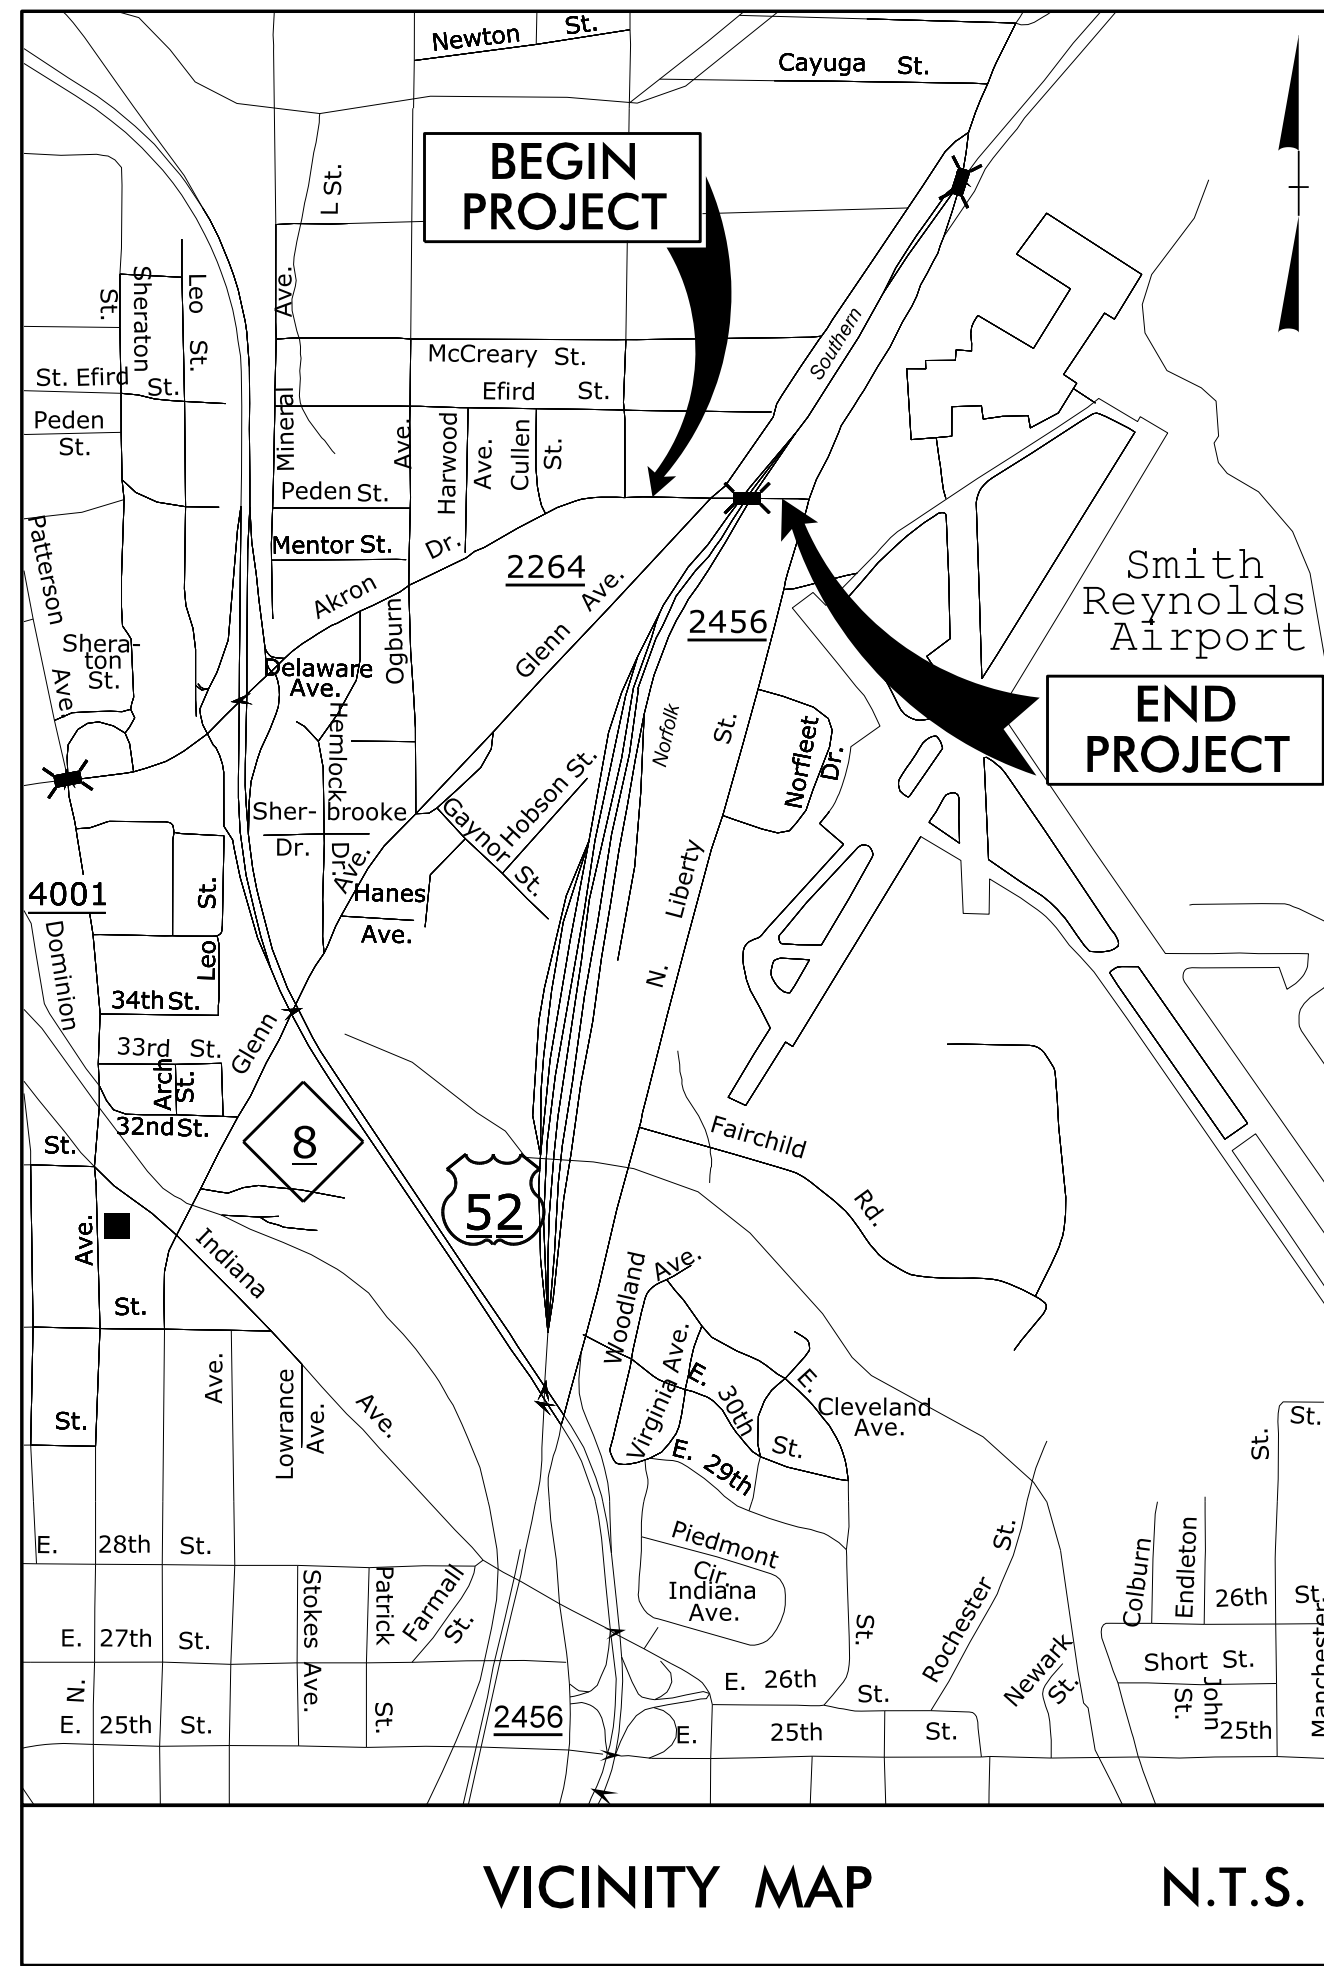 Newton St.
Cayuga St.
BEGIN
PROJECT
L St.
Ave.
Sheraton
St.
Leo St.
Southern
McCreary St.
Efird St.
St. Efird St.
Peden
St.
Mineral
Ave.
Harwood
Ave.
Cullen
St.
Peden St.
Mentor St.
Dr.
Akron
2264
Patterson
Ave.
Shera-
ton
St.
Delaware
Ave.
Ogburn
Glenn Ave.
2456
Smith
Reynolds
Airport
END
PROJECT
Hemlock
Dr.
Norfolk
St.
Norfleet
Dr.
Sher- brooke
Dr.
Ave.
Gaynor St.
Hobson St.
Hanes
Ave.
4001
St.
Leo
Dominion
Liberty
N.
34th St.
33rd St.
Arch
St.
Glenn
32nd St.
St.
8
52
Fairchild
Rd.
Ave.
St.
Indiana
Ave.
Woodland
Ave.
Virginia Ave.
E. 30th St.
E.
Cleveland
Ave.
E. 29th
Ave.
Lowrance
Ave.
St.
St.
St.
E. 28th St.
Piedmont
Cir.
Indiana
Ave.
St.
Rochester St.
Colburn
Endleton
26th St.
Stokes Ave.
Patrick
St.
Farmall
St.
E. 27th St.
Newark
St.
Short St.
John
St.
Manchester
E. 26th St.
N.
E. 25th St.
2456
E. 25th St.
25th
VICINITY MAP N.T.S.